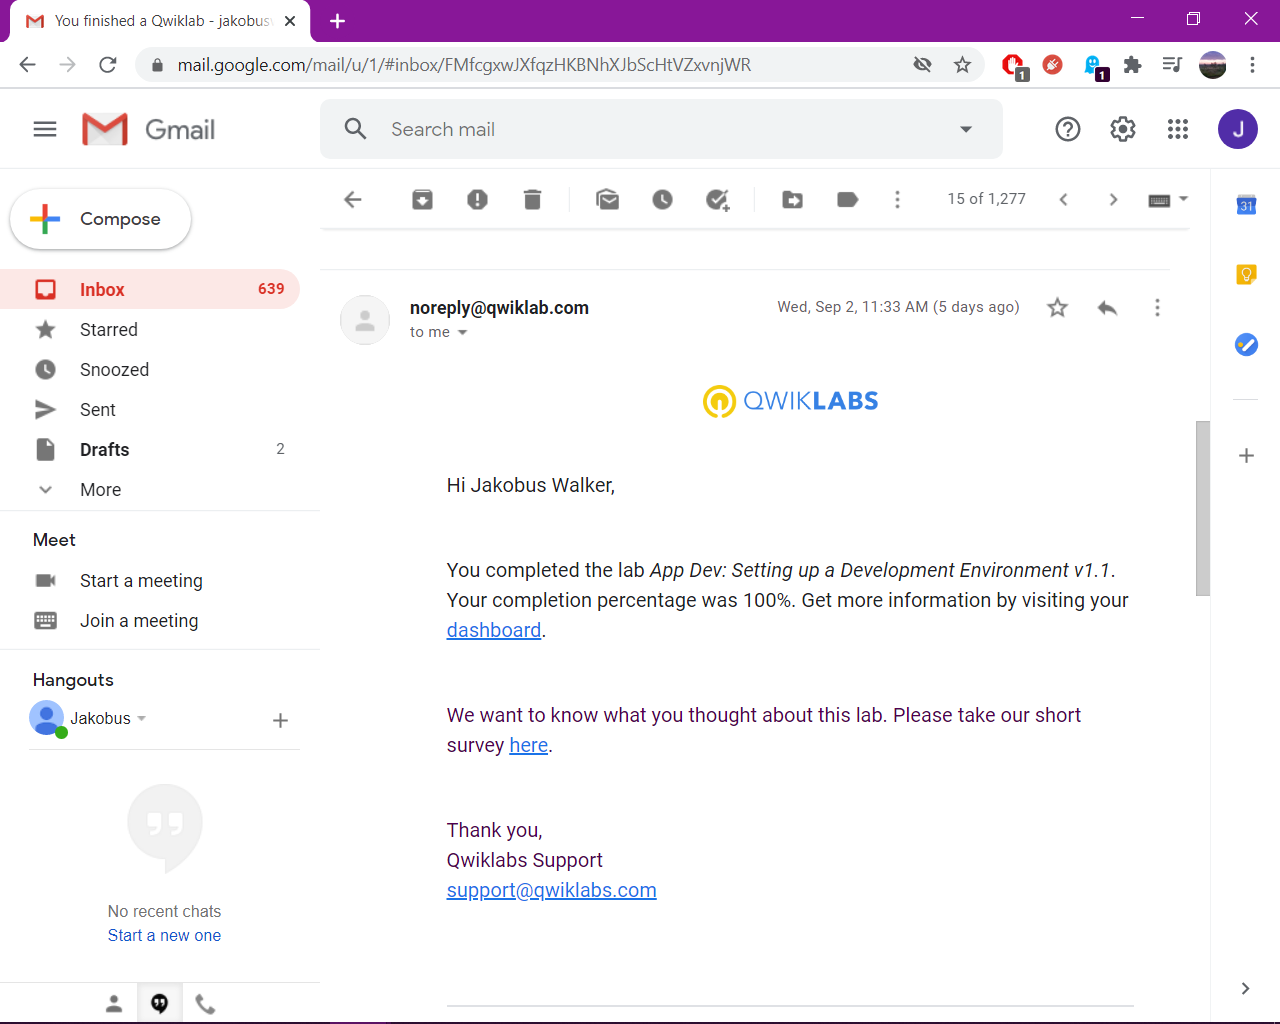 You finished a Qwiklab - jakobus
mail.google.com/mail/u/1/#inbox/FMfcgxwJXfqzHKBNhXJbScHtVZxvnjWR
1
1
Gmail
Search mail
J
Compose
15 of 1,277
31
Inbox 639
Starred
Snoozed
Sent
Drafts 2
More
Meet
Start a meeting
Join a meeting
Hangouts
Jakobus
No recent chats
Start a new one
noreply@qwiklab.com
Wed, Sep 2, 11:33 AM (5 days ago)
to me
QWIKLABS
Hi Jakobus Walker,
You completed the lab App Dev: Setting up a Development Environment v1.1.
Your completion percentage was 100%. Get more information by visiting your
dashboard.
We want to know what you thought about this lab. Please take our short
survey here.
Thank you,
Qwiklabs Support
support@qwiklabs.com